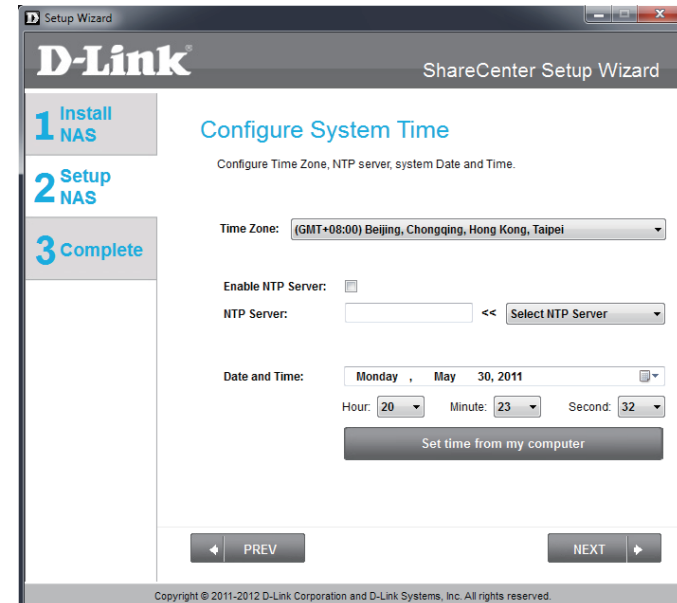 Setup Wizard
D-Link®
ShareCenter Setup Wizard
1 Install
NAS
2 Setup
NAS
3 Complete
Configure System Time
Configure Time Zone, NTP server, system Date and Time.
Time Zone: (GMT+08:00) Beijing, Chongqing, Hong Kong, Taipei
Enable NTP Server:
NTP Server: << Select NTP Server
Date and Time: Monday , May 30, 2011
Hour: 20 Minute: 23 Second: 32
Set time from my computer
PREV NEXT
Copyright © 2011-2012 D-Link Corporation and D-Link Systems, Inc. All rights reserved.